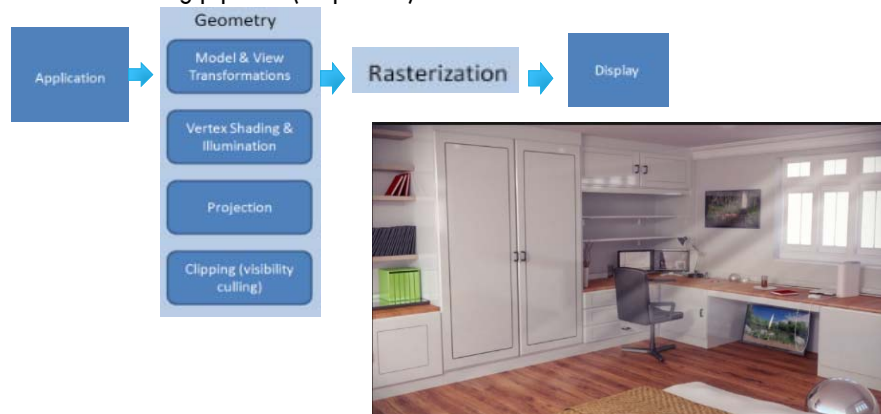 Geometry
Application
Model & View
Transformations
Rasterization
Display
Vertex Shading &
Illumination
Projection
Clipping (visibility
culling)